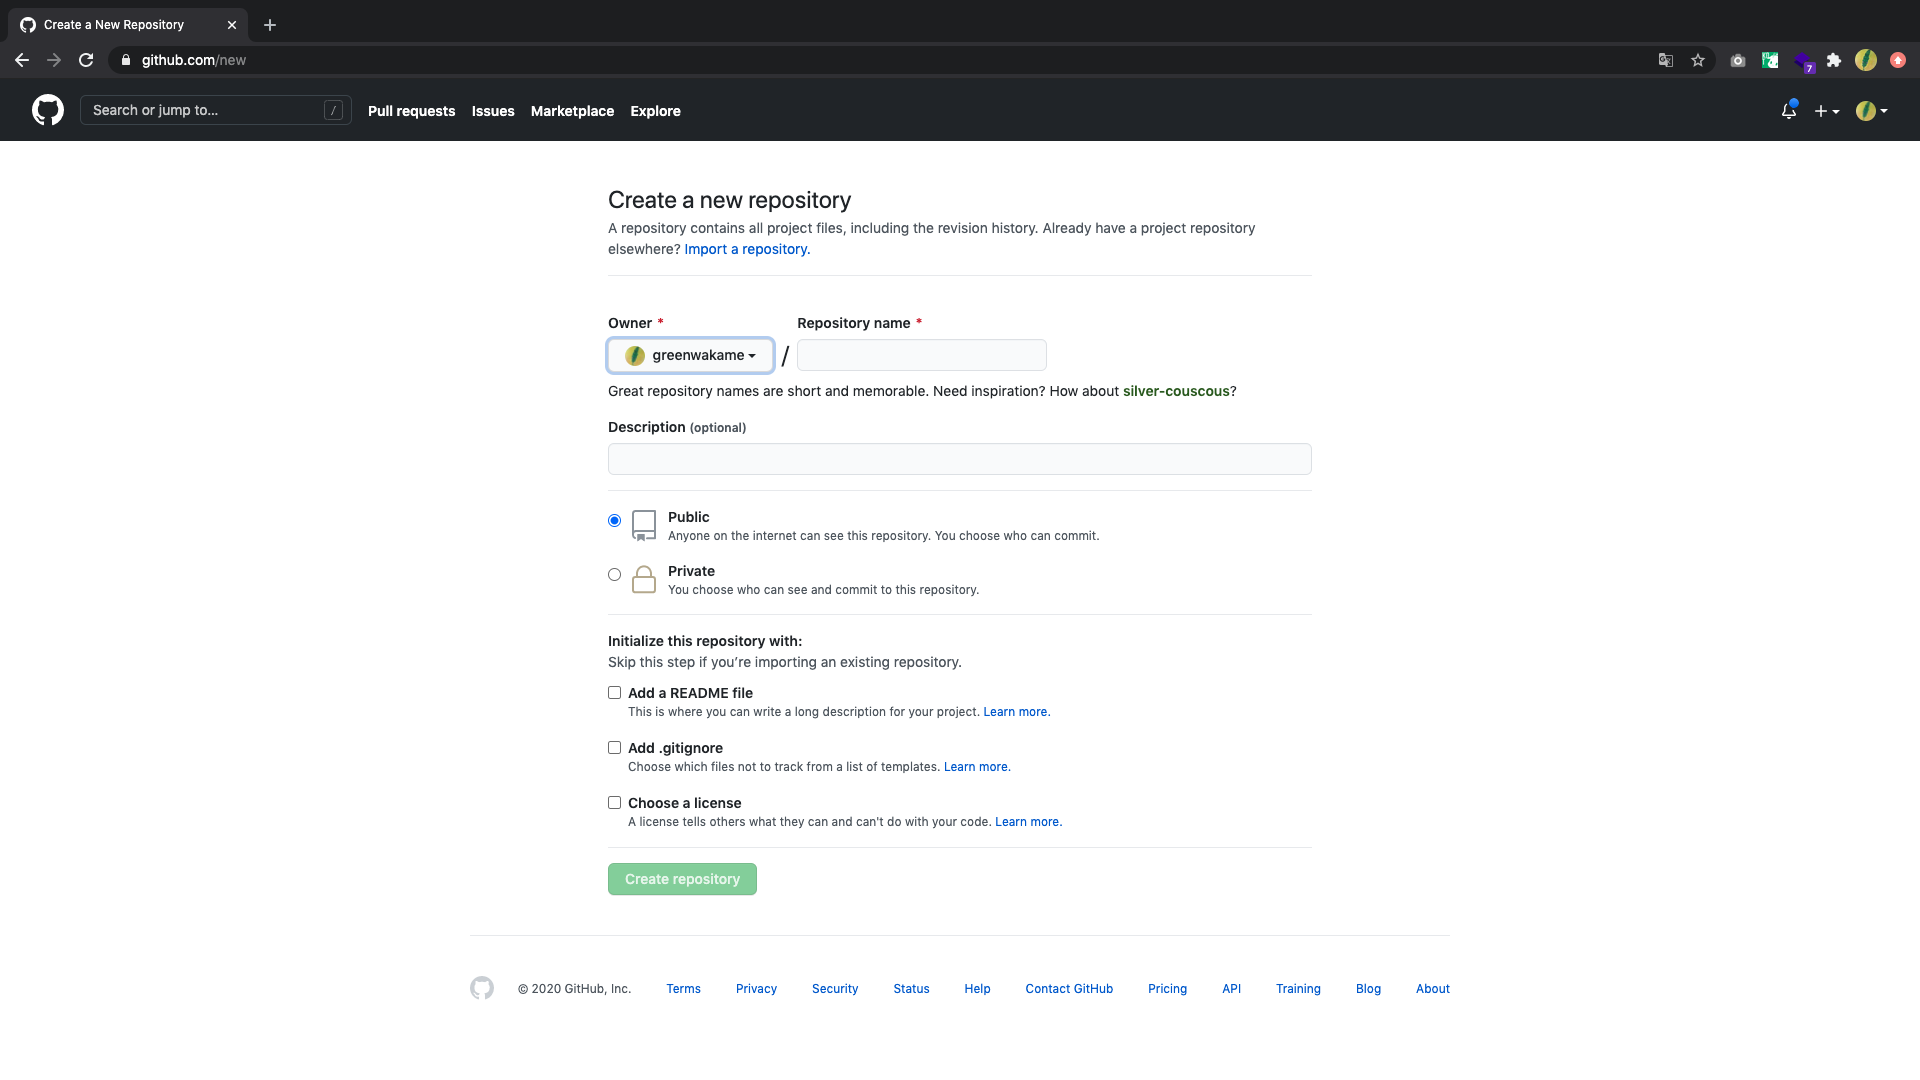 Create a New Repository
github.com/new
7
Search or jump to...
/
Pull requests
Issues
Marketplace
Explore
Create a new repository
A repository contains all project files, including the revision history. Already have a project repository
elsewhere? Import a repository.
Owner *
Repository name *
greenwakame
/
Great repository names are short and memorable. Need inspiration? How about silver-couscous?
Description (optional)
Public
Anyone on the internet can see this repository. You choose who can commit.
Private
You choose who can see and commit to this repository.
Initialize this repository with:
Skip this step if you’re importing an existing repository.
Add a README file
This is where you can write a long description for your project. Learn more.
Add .gitignore
Choose which files not to track from a list of templates. Learn more.
Choose a license
A license tells others what they can and can't do with your code. Learn more.
Create repository
© 2020 GitHub, Inc.
Terms
Privacy
Security
Status
Help
Contact GitHub
Pricing
API
Training
Blog
About